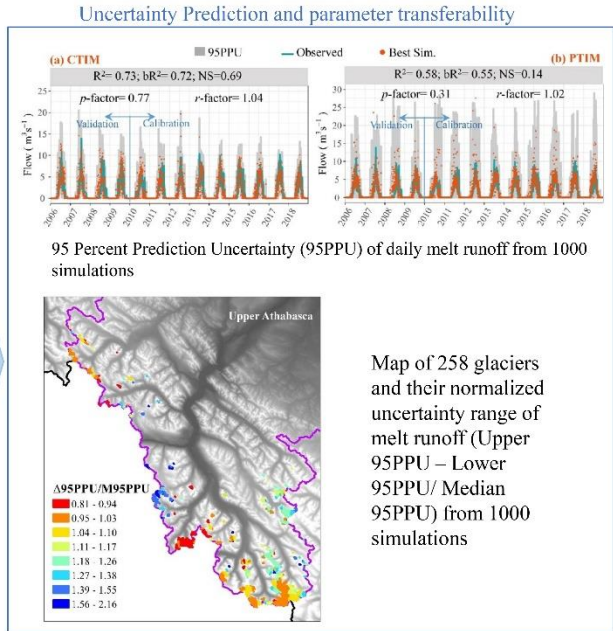 Uncertainty Prediction and parameter transferability
95PPU Observed Best Sim.
(a) CTIM
R²= 0.73; bR²= 0.72; NS=0.69
p-factor= 0.77 r-factor= 1.04
Validation Calibration
Flow ( m³s⁻¹)
25
20
15
10
5
0
2006 2007 2008 2009 2010 2011 2012 2013 2014 2015 2016 2017 2018
(b) PTIM
R²= 0.58; bR²= 0.55; NS=0.14
p-factor= 0.31 r-factor= 1.02
Validation Calibration
Flow ( m³s⁻¹)
30
25
20
15
10
5
0
2006 2007 2008 2009 2010 2011 2012 2013 2014 2015 2016 2017 2018
95 Percent Prediction Uncertainty (95PPU) of daily melt runoff from 1000
simulations
Upper Athabasca
Δ95PPU/M95PPU
0.81 - 0.94
0.95 - 1.03
1.04 - 1.10
1.11 - 1.17
1.18 - 1.26
1.27 - 1.38
1.39 - 1.55
1.56 - 2.16
Map of 258 glaciers
and their normalized
uncertainty range of
melt runoff (Upper
95PPU – Lower
95PPU/ Median
95PPU) from 1000
simulations